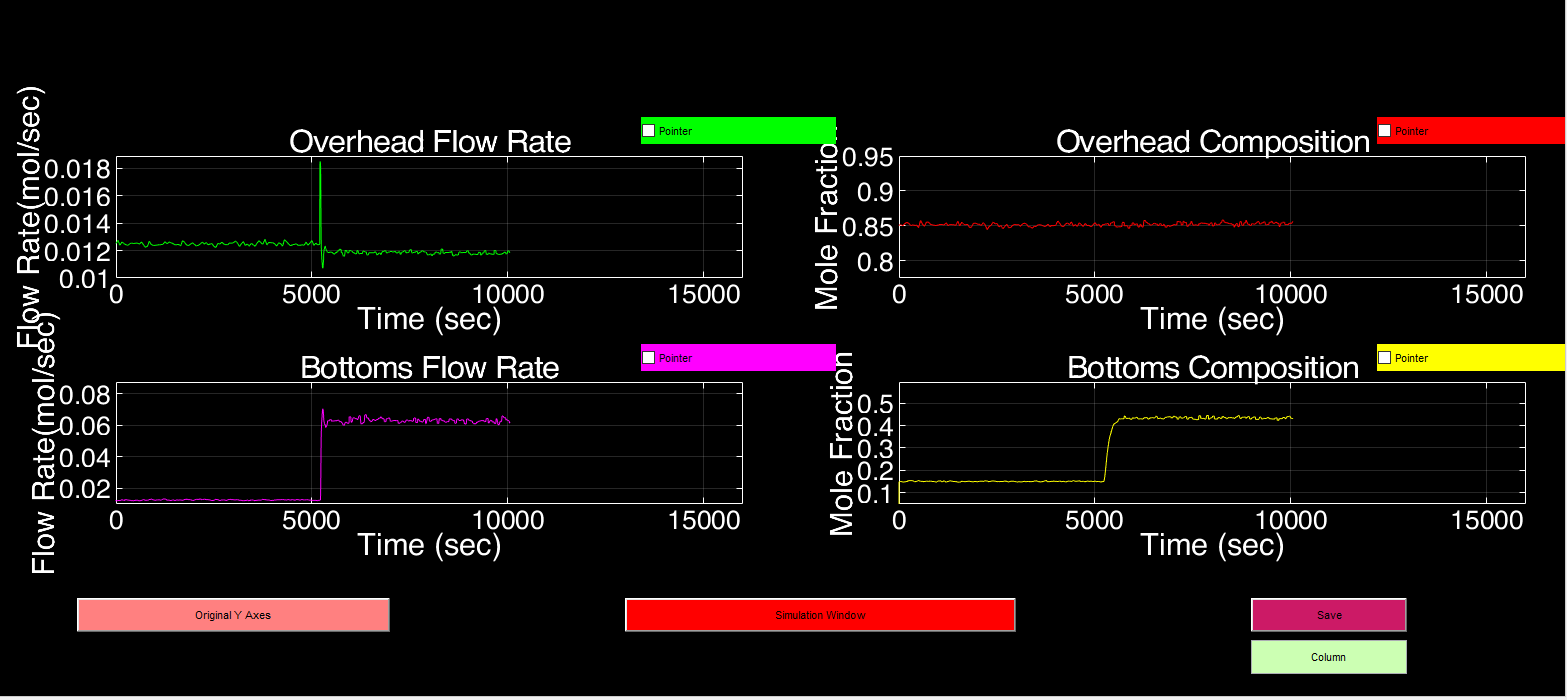 Overhead Flow Rate
Pointer
Flow Rate(mol/sec)
0.018
0.016
0.014
0.012
0.01
0
5000
10000
15000
Time (sec)
Overhead Composition
Pointer
Mole Fraction
0.95
0.9
0.85
0.8
0
5000
10000
15000
Time (sec)
Bottoms Flow Rate
Pointer
Flow Rate(mol/sec)
0.08
0.06
0.04
0.02
0
5000
10000
15000
Time (sec)
Bottoms Composition
Pointer
Mole Fraction
0.5
0.4
0.3
0.2
0.1
0
5000
10000
15000
Time (sec)
Original Y Axes
Simulation Window
Save
Column